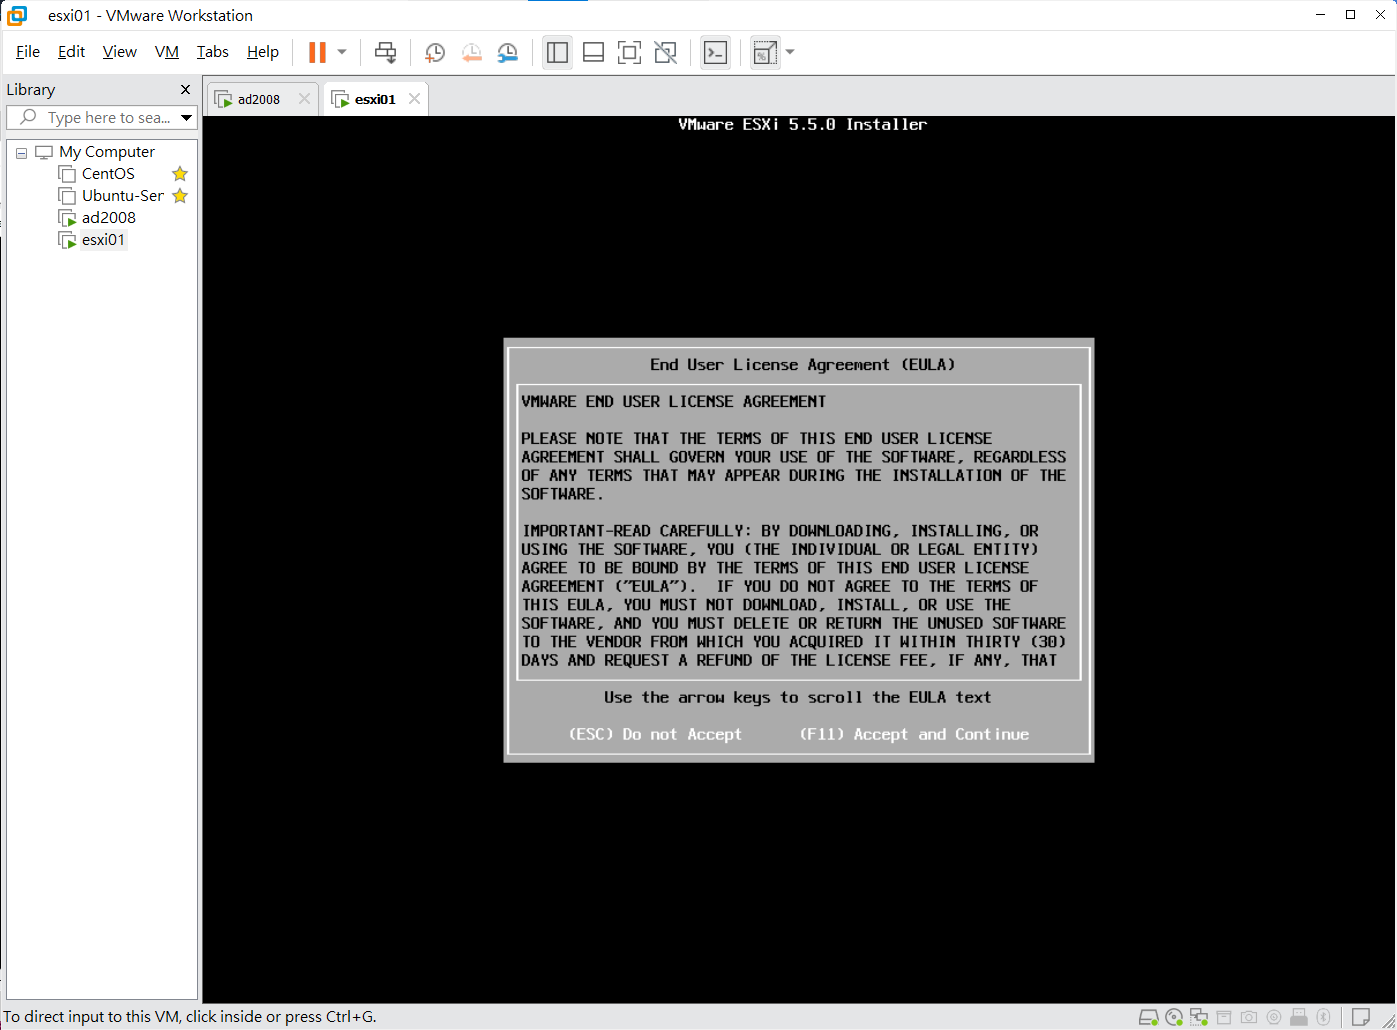 esxi01 - VMware Workstation
File Edit View VM Tabs Help
Library
Type here to sea...
My Computer
CentOS
Ubuntu-Ser
ad2008
esxi01
ad2008
esxi01
VMware ESXi 5.5.0 Installer
End User License Agreement (EULA)
VMWARE END USER LICENSE AGREEMENT
PLEASE NOTE THAT THE TERMS OF THIS END USER LICENSE
AGREEMENT SHALL GOVERN YOUR USE OF THE SOFTWARE, REGARDLESS
OF ANY TERMS THAT MAY APPEAR DURING THE INSTALLATION OF THE
SOFTWARE.
IMPORTANT-READ CAREFULLY: BY DOWNLOADING, INSTALLING, OR
USING THE SOFTWARE, YOU (THE INDIVIDUAL OR LEGAL ENTITY)
AGREE TO BE BOUND BY THE TERMS OF THIS END USER LICENSE
AGREEMENT ("EULA").  IF YOU DO NOT AGREE TO THE TERMS OF
THIS EULA, YOU MUST NOT DOWNLOAD, INSTALL, OR USE THE
SOFTWARE, AND YOU MUST DELETE OR RETURN THE UNUSED SOFTWARE
TO THE VENDOR FROM WHICH YOU ACQUIRED IT WITHIN THIRTY (30)
DAYS AND REQUEST A REFUND OF THE LICENSE FEE, IF ANY, THAT
Use the arrow keys to scroll the EULA text
(ESC) Do not Accept (F11) Accept and Continue
To direct input to this VM, click inside or press Ctrl+G.